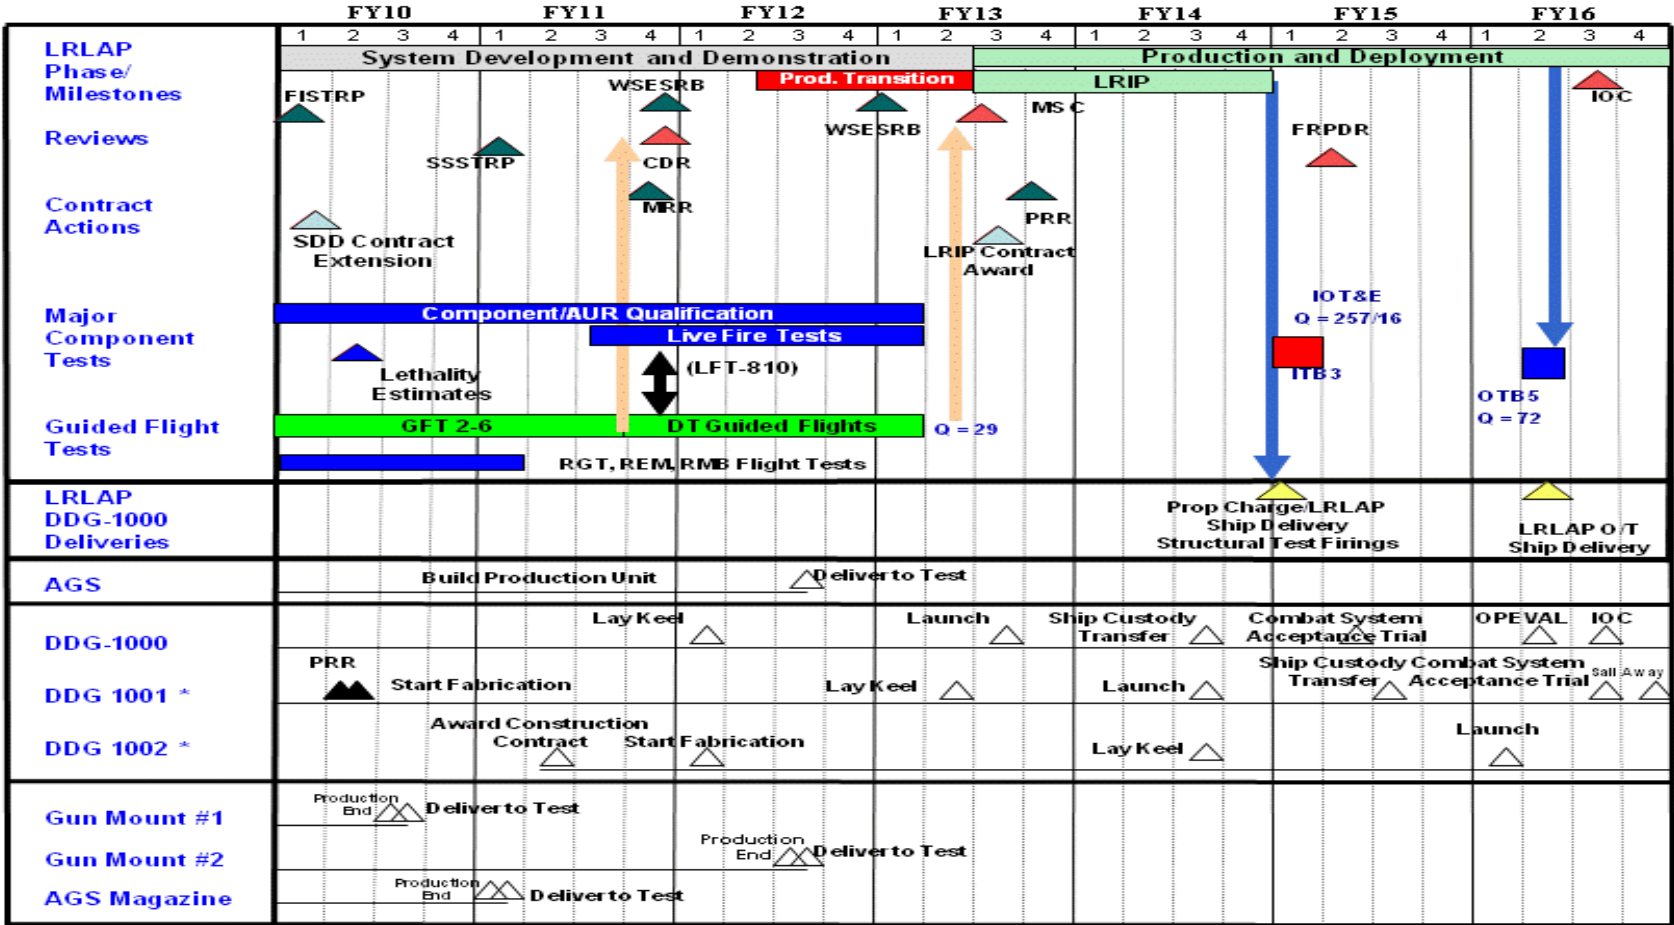 FY10 FY11 FY12 FY13 FY14 FY15 FY16
1 2 3 4 1 2 3 4 1 2 3 4 1 2 3 4 1 2 3 4 1 2 3 4 1 2 3 4
LRLAP
Phase/
Milestones
System Development and Demonstration
Production and Deployment
Prod. Transition
LRIP
FISTRP
WSESRB
WSESRB
MS C
IOC
Reviews
SSSTRP
CDR
FRPDR
Contract
Actions
MRR
PRR
SDD Contract
Extension
LRIP Contract
Award
Major
Component
Tests
Component/AUR Qualification
Live Fire Tests
(LFT-810)
Lethality
Estimates
IOT&E
Q = 257/16
ITB3
OTB5
Q = 72
Guided Flight
Tests
GFT 2-6
DT Guided Flights
Q = 29
RGT, REM, RMB Flight Tests
LRLAP
DDG-1000
Deliveries
Prop Charge/LRLAP
Ship Delivery
Structural Test Firings
LRLAP O/T
Ship Delivery
AGS
Build Production Unit
Deliver to Test
DDG-1000
Lay Keel
Launch
Ship Custody
Transfer
Combat System
Acceptance Trial
OPEVAL
IOC
DDG 1001 *
PRR
Start Fabrication
Lay Keel
Launch
Ship Custody
Transfer
Combat System
Acceptance Trial
Sail Away
DDG 1002 *
Award Construction
Contract
Start Fabrication
Lay Keel
Launch
Gun Mount #1
Production
End
Deliver to Test
Gun Mount #2
Production
End
Deliver to Test
AGS Magazine
Production
End
Deliver to Test